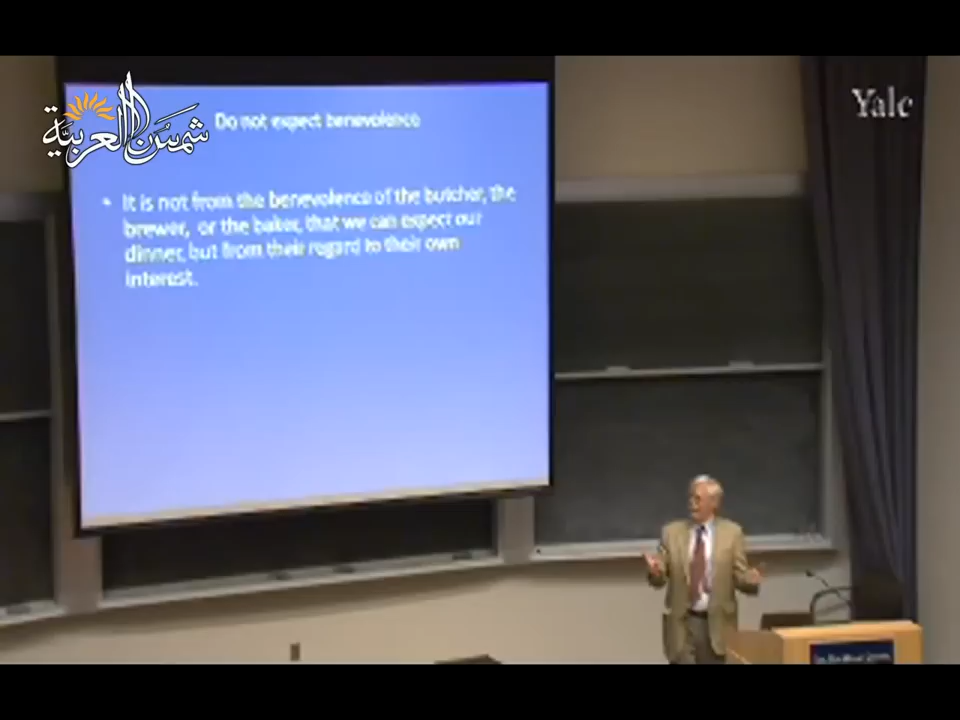 شمس العربية
Yale
Do not expect benevolence
• It is not from the benevolence of the butcher, the
brewer, or the baker, that we can expect our
dinner, but from their regard to their own
interest.